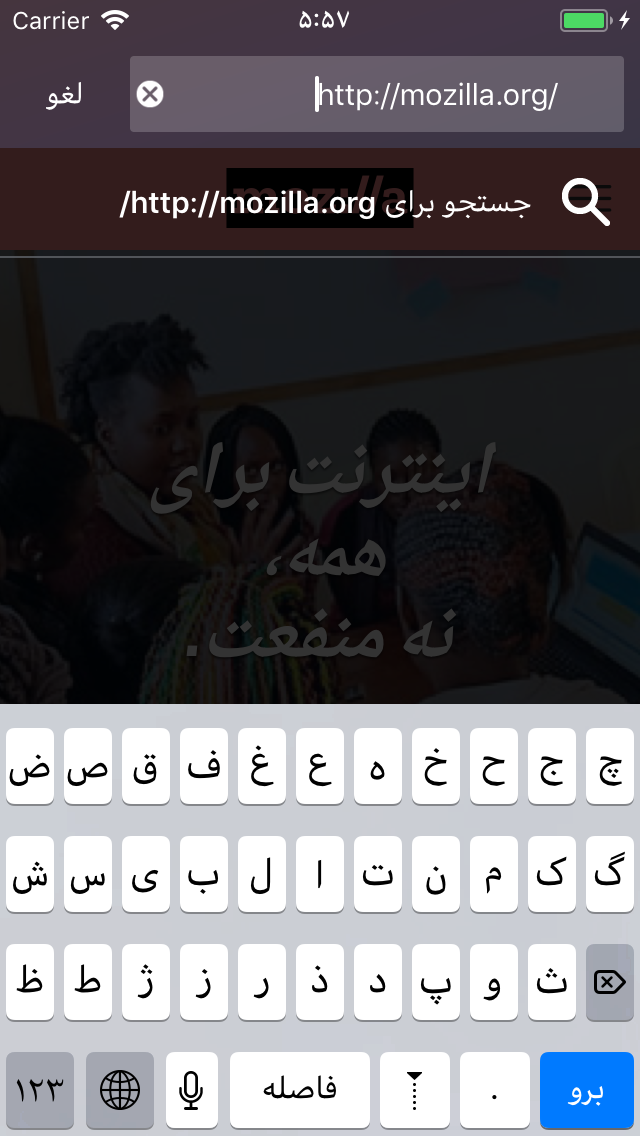 Carrier ۵:۵۷
لغو http://mozilla.org/
جستجو برای http://mozilla.org/
mozilla
اینترنت برای
همه،
نه منفعت.
ض ص ق ف غ ع ه خ ح ج چ
ش س ی ب ل ا ت ن م ک گ
ظ ط ژ ز ر ذ د پ و ث
۱۲۳ فاصله . برو